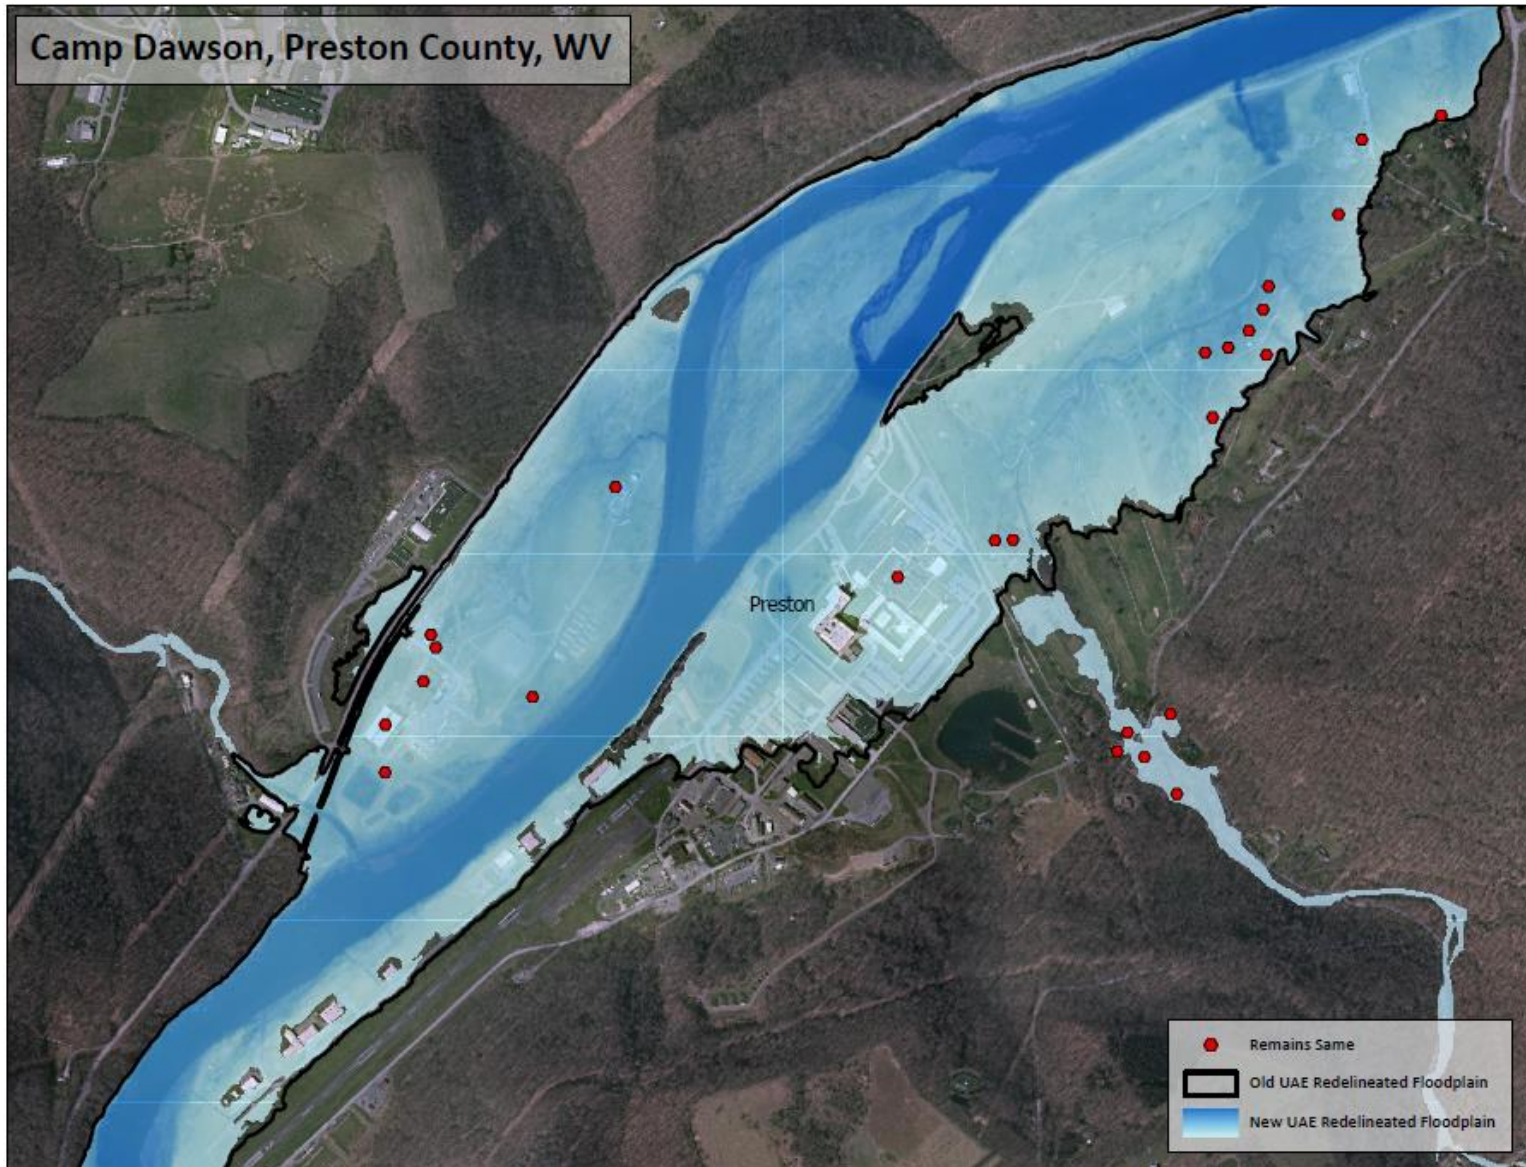 Camp Dawson, Preston County, WV
Preston
Remains Same
Old UAE Redelineated Floodplain
New UAE Redelineated Floodplain